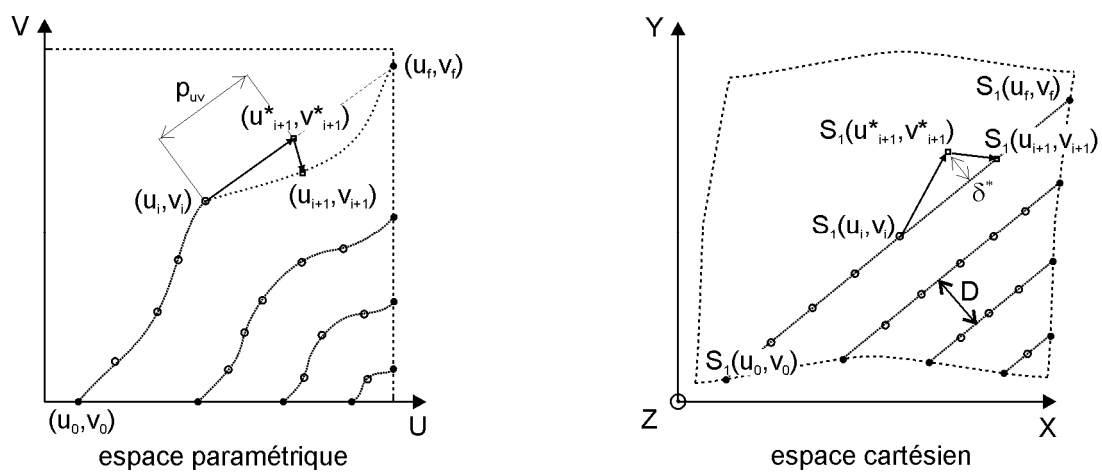 V
(u_f,v_f)
p_uv
(u*_i+1,v*_i+1)
(u_i,v_i)
(u_i+1,v_i+1)
(u_0,v_0)
U
espace paramétrique
Y
S_1(u_f,v_f)
S_1(u*_i+1,v*_i+1)
S_1(u_i+1,v_i+1)
δ*
S_1(u_i,v_i)
D
S_1(u_0,v_0)
Z
X
espace cartésien